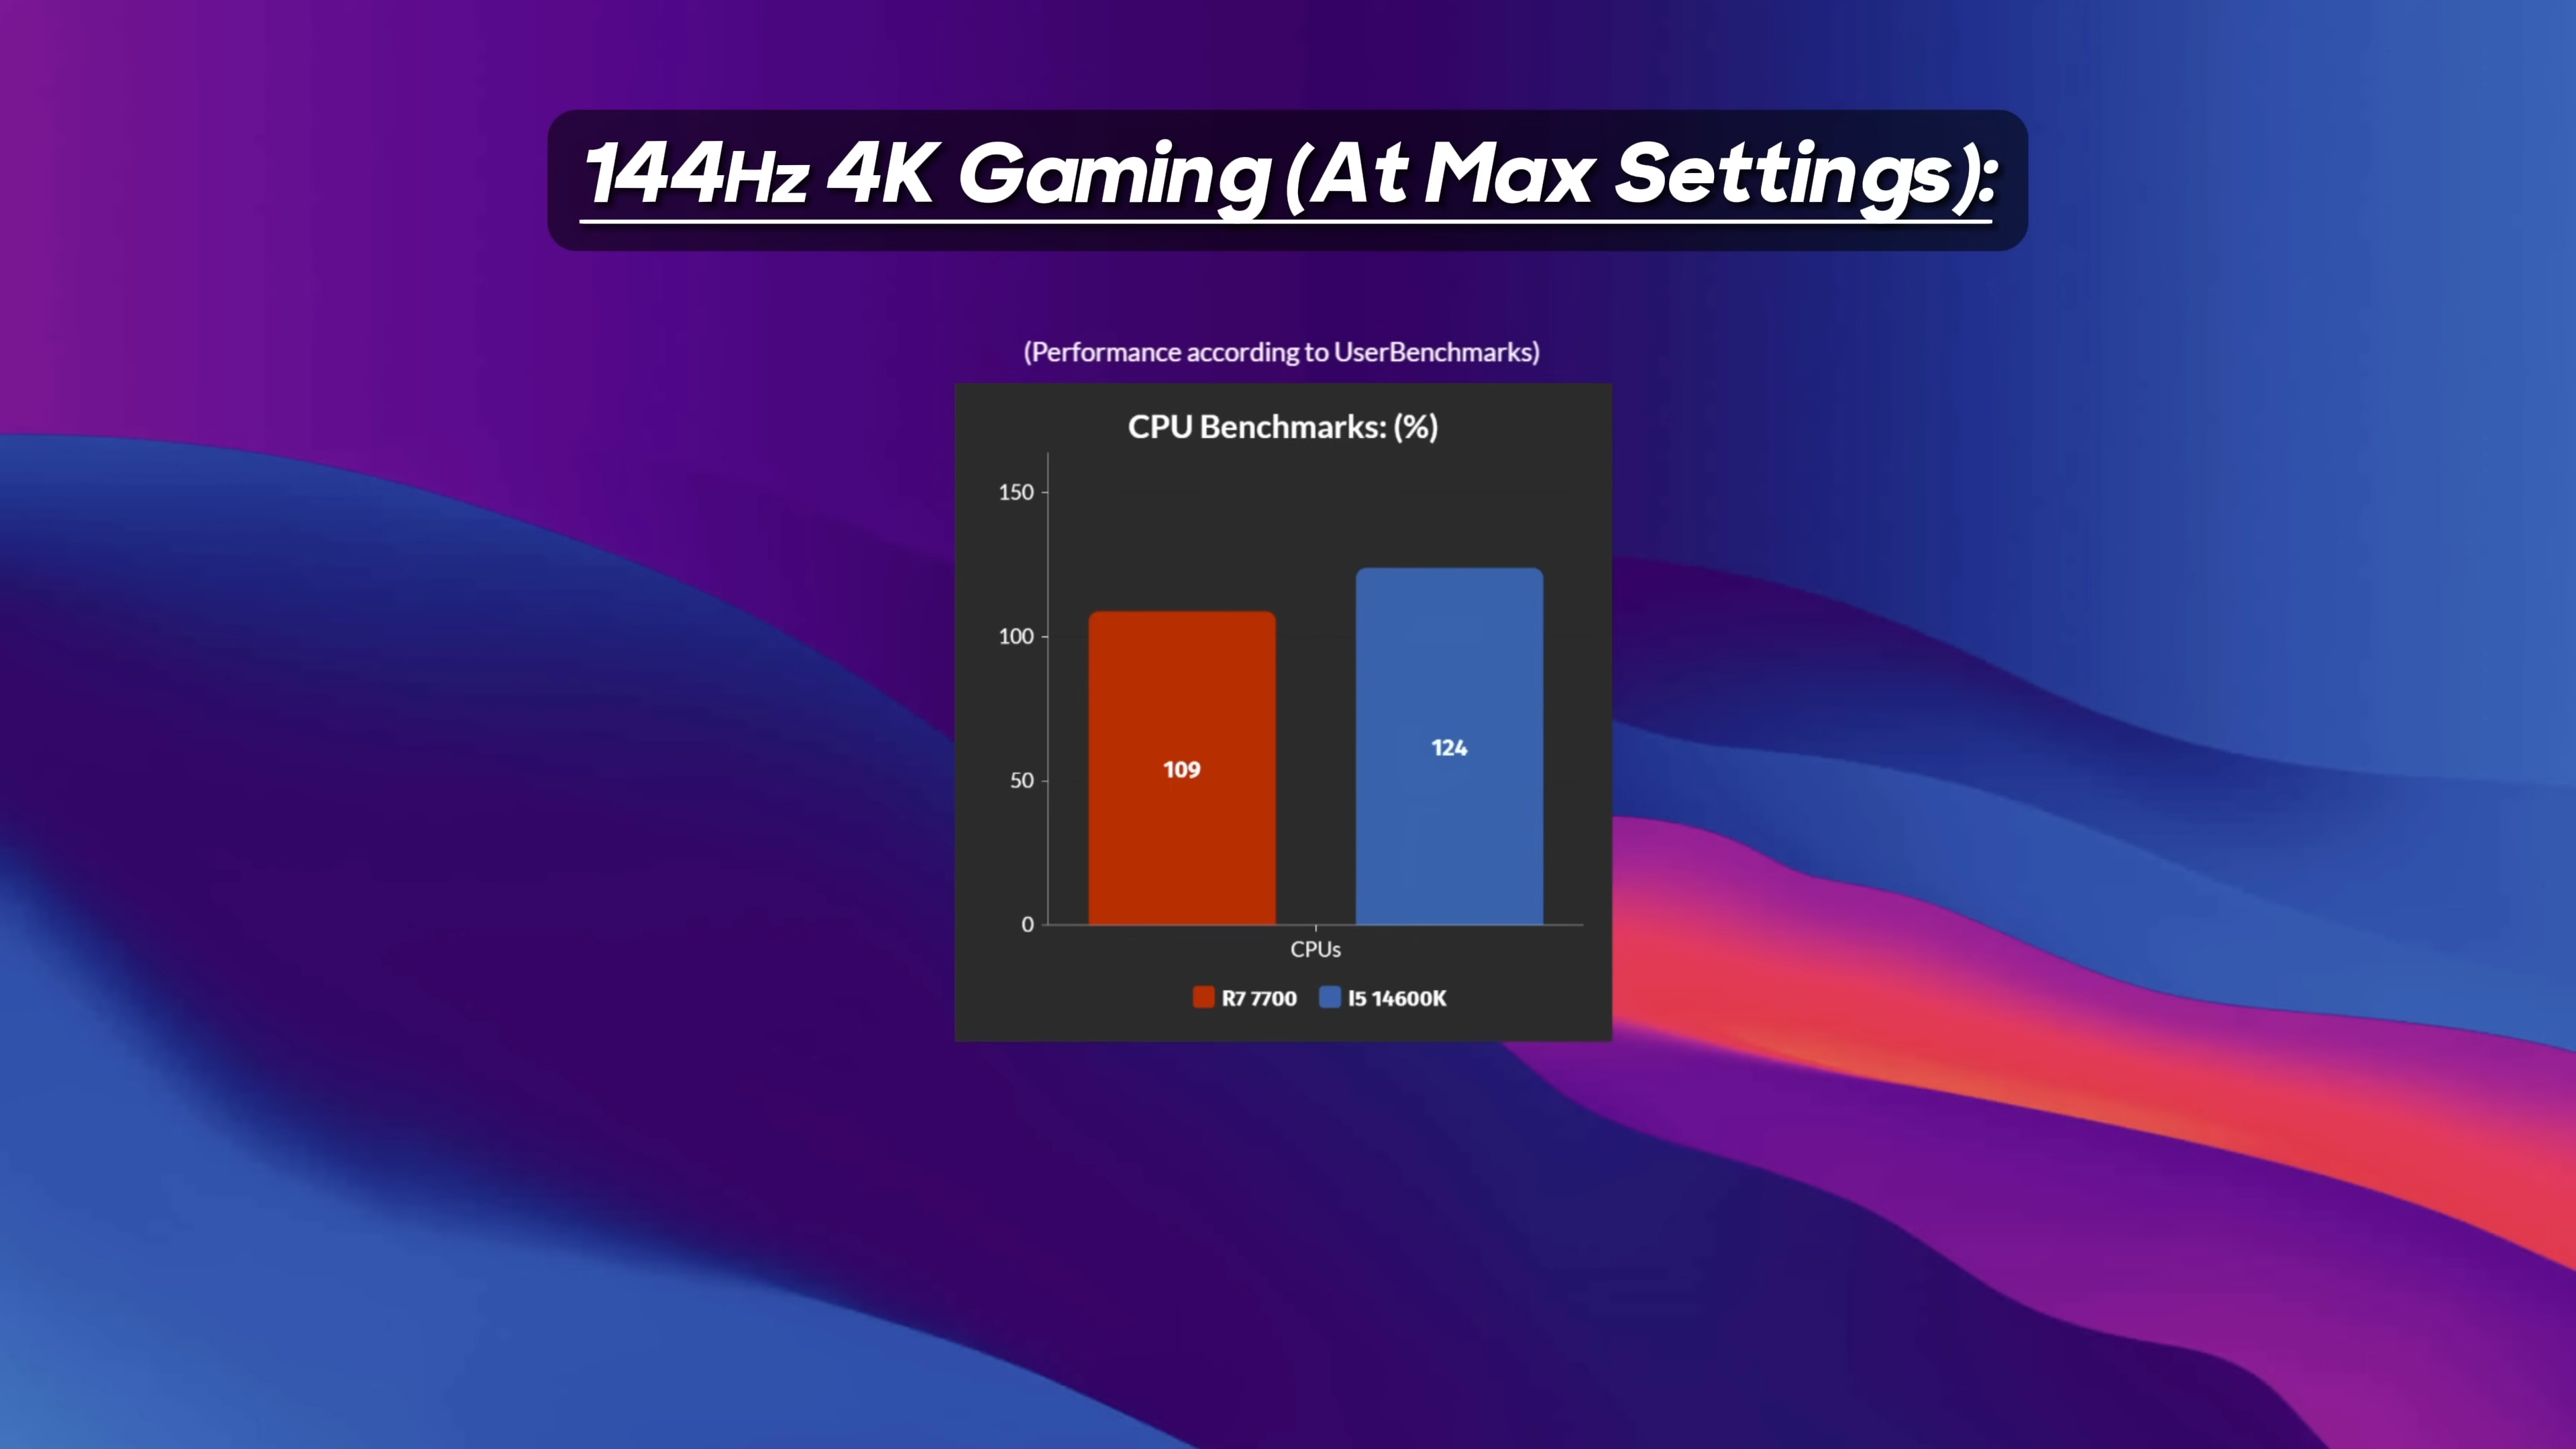 144Hz 4K Gaming (At Max Settings):
(Performance according to UserBenchmarks)
CPU Benchmarks: (%)
150
100
50
0
109
124
CPUs
R7 7700 I5 14600K